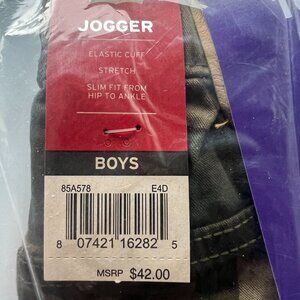 JOGGER
ELASTIC CUFF
STRETCH
SLIM FIT FROM
HIP TO ANKLE
BOYS
85A578 E4D
8 07421 16282 5
MSRP $42.00